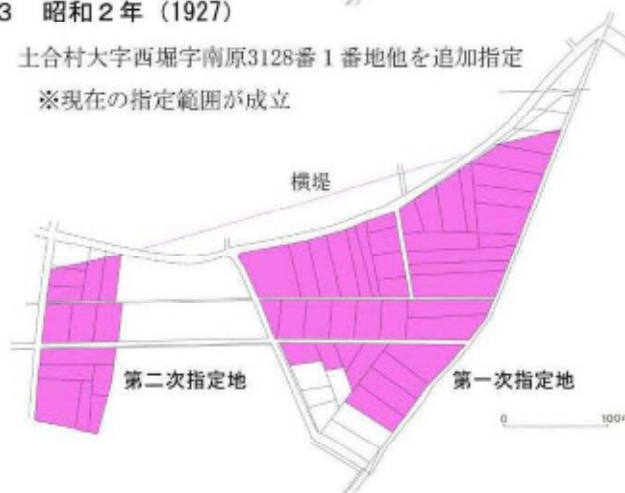 3 昭和２年（1927）
土合村大字西堀字南原3128番１番地他を追加指定
※現在の指定範囲が成立
横堤
第二次指定地
第一次指定地
0